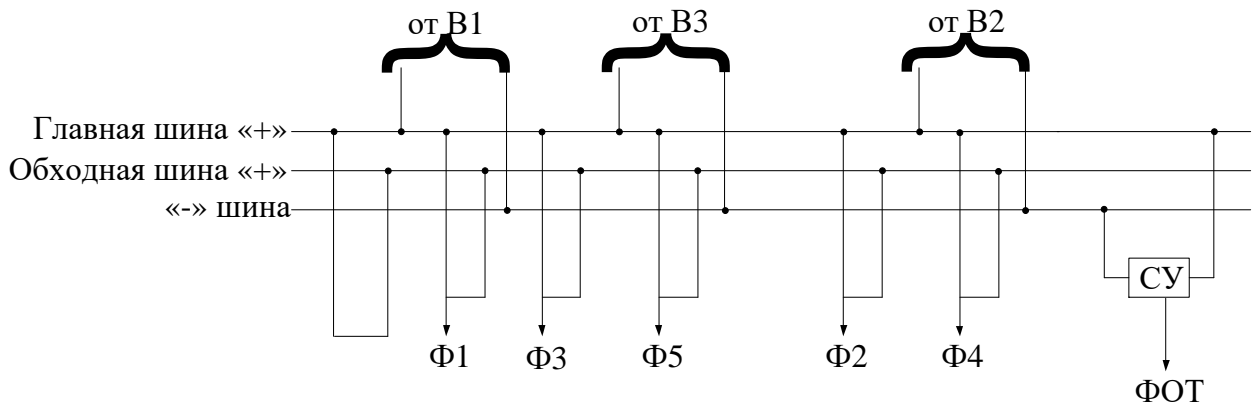 от В1
от В3
от В2
Главная шина «+»
Обходная шина «+»
«-» шина
СУ
Ф1
Ф3
Ф5
Ф2
Ф4
ФОТ